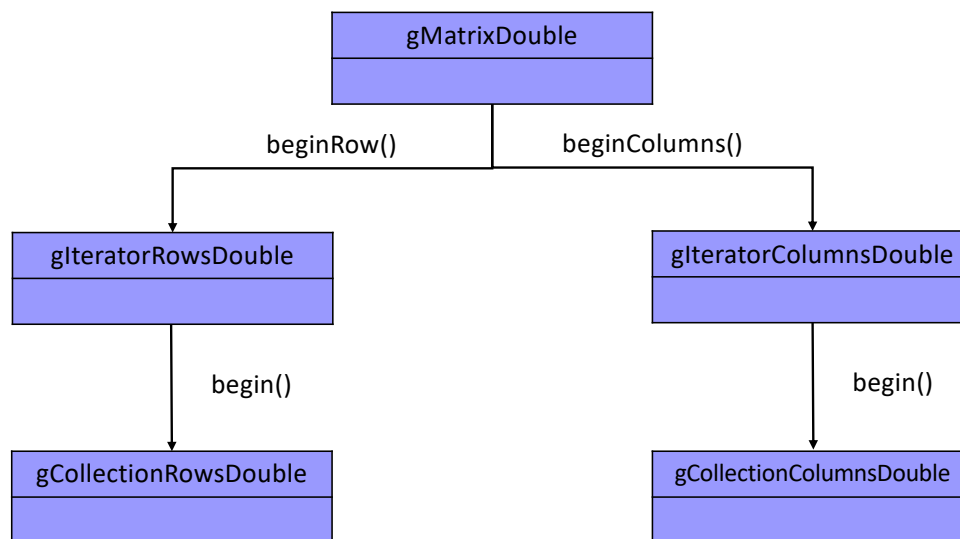 gMatrixDouble
beginRow()
beginColumns()
gIteratorRowsDouble
gIteratorColumnsDouble
begin()
begin()
gCollectionRowsDouble
gCollectionColumnsDouble